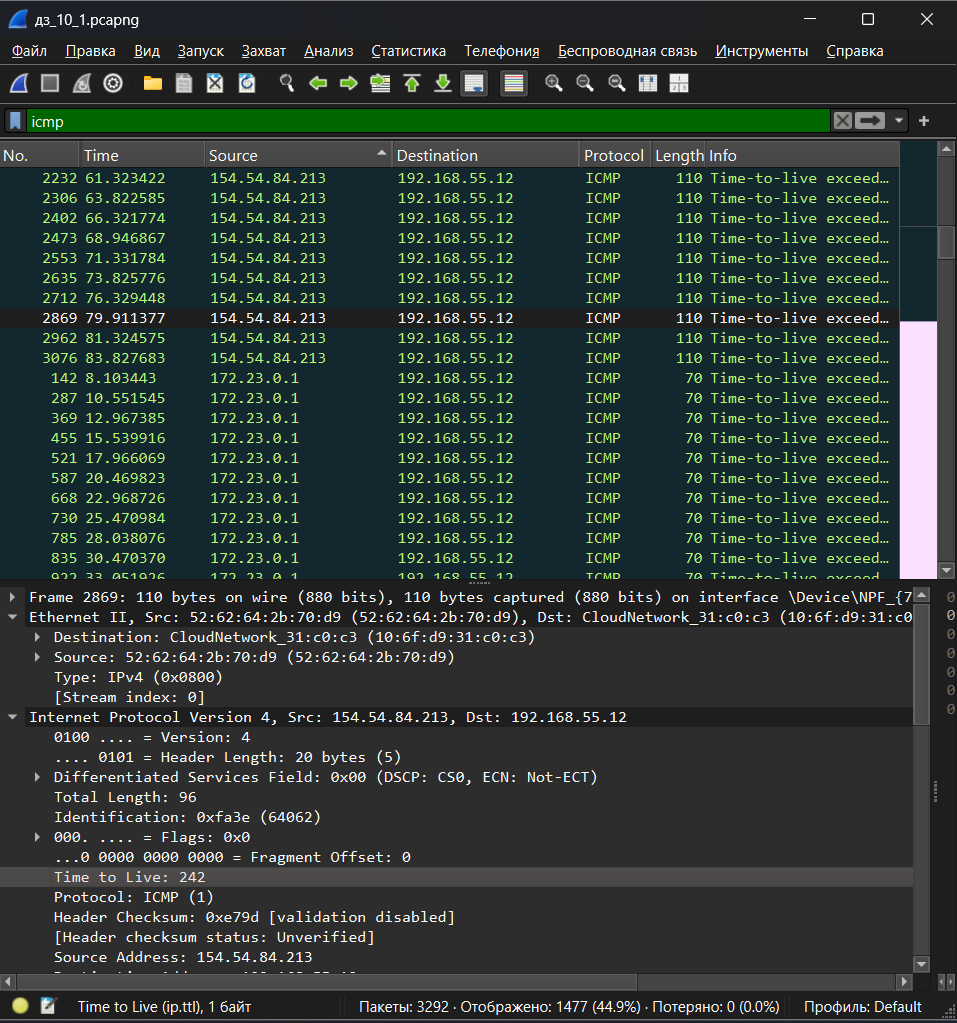 дз_10_1.pcapng
Файл Правка Вид Запуск Захват Анализ Статистика Телефония Беспроводная связь Инструменты Справка
icmp
No. Time Source Destination Protocol Length Info
2232 61.323422 154.54.84.213 192.168.55.12 ICMP 110 Time-to-live exceed…
2306 63.822585 154.54.84.213 192.168.55.12 ICMP 110 Time-to-live exceed…
2402 66.321774 154.54.84.213 192.168.55.12 ICMP 110 Time-to-live exceed…
2473 68.946867 154.54.84.213 192.168.55.12 ICMP 110 Time-to-live exceed…
2553 71.331784 154.54.84.213 192.168.55.12 ICMP 110 Time-to-live exceed…
2635 73.825776 154.54.84.213 192.168.55.12 ICMP 110 Time-to-live exceed…
2712 76.329448 154.54.84.213 192.168.55.12 ICMP 110 Time-to-live exceed…
2869 79.911377 154.54.84.213 192.168.55.12 ICMP 110 Time-to-live exceed…
2962 81.324575 154.54.84.213 192.168.55.12 ICMP 110 Time-to-live exceed…
3076 83.827683 154.54.84.213 192.168.55.12 ICMP 110 Time-to-live exceed…
142 8.103443 172.23.0.1 192.168.55.12 ICMP 70 Time-to-live exceed…
287 10.551545 172.23.0.1 192.168.55.12 ICMP 70 Time-to-live exceed…
369 12.967385 172.23.0.1 192.168.55.12 ICMP 70 Time-to-live exceed…
455 15.539916 172.23.0.1 192.168.55.12 ICMP 70 Time-to-live exceed…
521 17.966069 172.23.0.1 192.168.55.12 ICMP 70 Time-to-live exceed…
587 20.469823 172.23.0.1 192.168.55.12 ICMP 70 Time-to-live exceed…
668 22.968726 172.23.0.1 192.168.55.12 ICMP 70 Time-to-live exceed…
730 25.470984 172.23.0.1 192.168.55.12 ICMP 70 Time-to-live exceed…
785 28.038076 172.23.0.1 192.168.55.12 ICMP 70 Time-to-live exceed…
835 30.470370 172.23.0.1 192.168.55.12 ICMP 70 Time-to-live exceed…
Frame 2869: 110 bytes on wire (880 bits), 110 bytes captured (880 bits) on interface \Device\NPF_{7
Ethernet II, Src: 52:62:64:2b:70:d9 (52:62:64:2b:70:d9), Dst: CloudNetwork_31:c0:c3 (10:6f:d9:31:c0
Destination: CloudNetwork_31:c0:c3 (10:6f:d9:31:c0:c3)
Source: 52:62:64:2b:70:d9 (52:62:64:2b:70:d9)
Type: IPv4 (0x0800)
[Stream index: 0]
Internet Protocol Version 4, Src: 154.54.84.213, Dst: 192.168.55.12
0100 .... = Version: 4
.... 0101 = Header Length: 20 bytes (5)
Differentiated Services Field: 0x00 (DSCP: CS0, ECN: Not-ECT)
Total Length: 96
Identification: 0xfa3e (64062)
000. .... = Flags: 0x0
...0 0000 0000 0000 = Fragment Offset: 0
Time to Live: 242
Protocol: ICMP (1)
Header Checksum: 0xe79d [validation disabled]
[Header checksum status: Unverified]
Source Address: 154.54.84.213
Time to Live (ip.ttl), 1 байт Пакеты: 3292 · Отображено: 1477 (44.9%) · Потеряно: 0 (0.0%) Профиль: Default